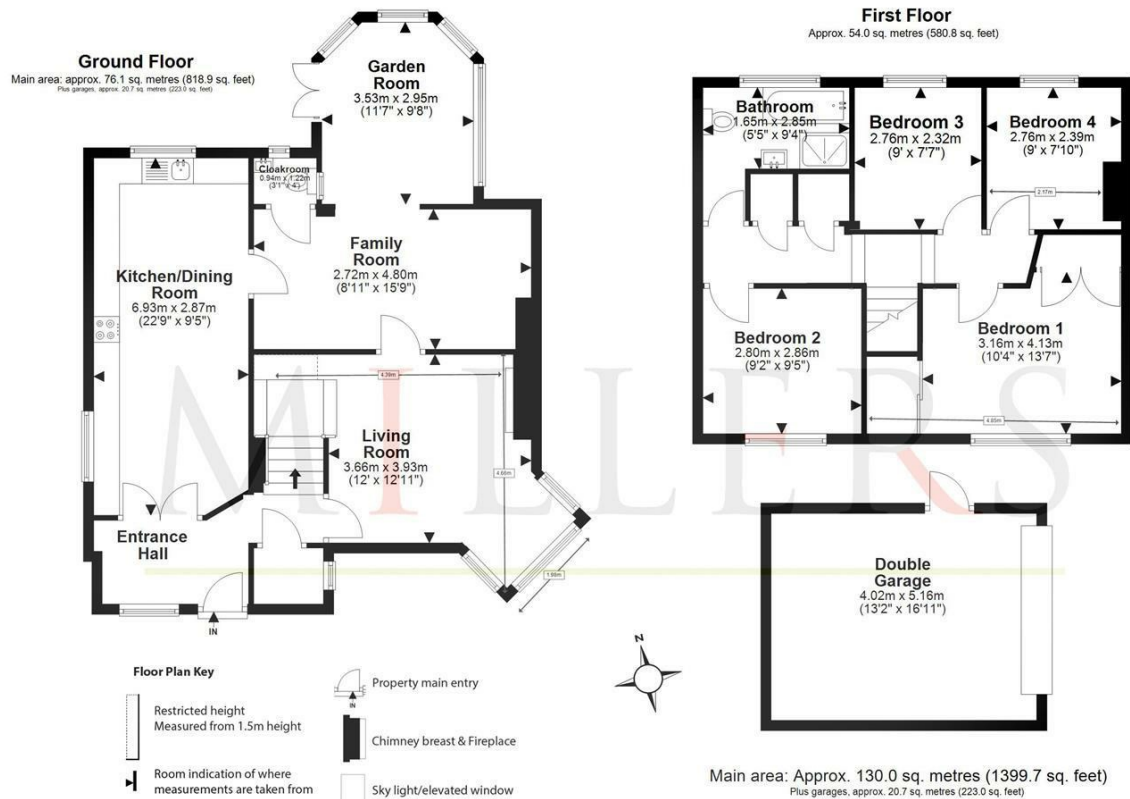 Ground Floor
Main area: approx. 76.1 sq. metres (818.9 sq. feet)
Plus garages, approx. 20.7 sq. metres (223.0 sq. feet)
Garden
Room
3.53m x 2.95m
(11'7" x 9'8")
Cloakroom
0.94m x 1.22m
(3'1" x 4')
Kitchen/Dining
Room
6.93m x 2.87m
(22'9" x 9'5")
Family
Room
2.72m x 4.80m
(8'11" x 15'9")
4.39m
Living
Room
3.66m x 3.93m
(12' x 12'11")
4.66m
Entrance
Hall
IN
First Floor
Approx. 54.0 sq. metres (580.8 sq. feet)
Bathroom
1.65m x 2.85m
(5'5" x 9'4")
Bedroom 3
2.76m x 2.32m
(9' x 7'7")
Bedroom 4
2.76m x 2.39m
(9' x 7'10")
2.17m
Bedroom 2
2.80m x 2.86m
(9'2" x 9'5")
Bedroom 1
3.16m x 4.13m
(10'4" x 13'7")
MILLERS
Double
Garage
4.02m x 5.16m
(13'2" x 16'11")
Floor Plan Key
Restricted height
Measured from 1.5m height
Room indication of where
measurements are taken from
Property main entry
IN
Chimney breast & Fireplace
Sky light/elevated window
N
Main area: Approx. 130.0 sq. metres (1399.7 sq. feet)
Plus garages, approx. 20.7 sq. metres (223.0 sq. feet)